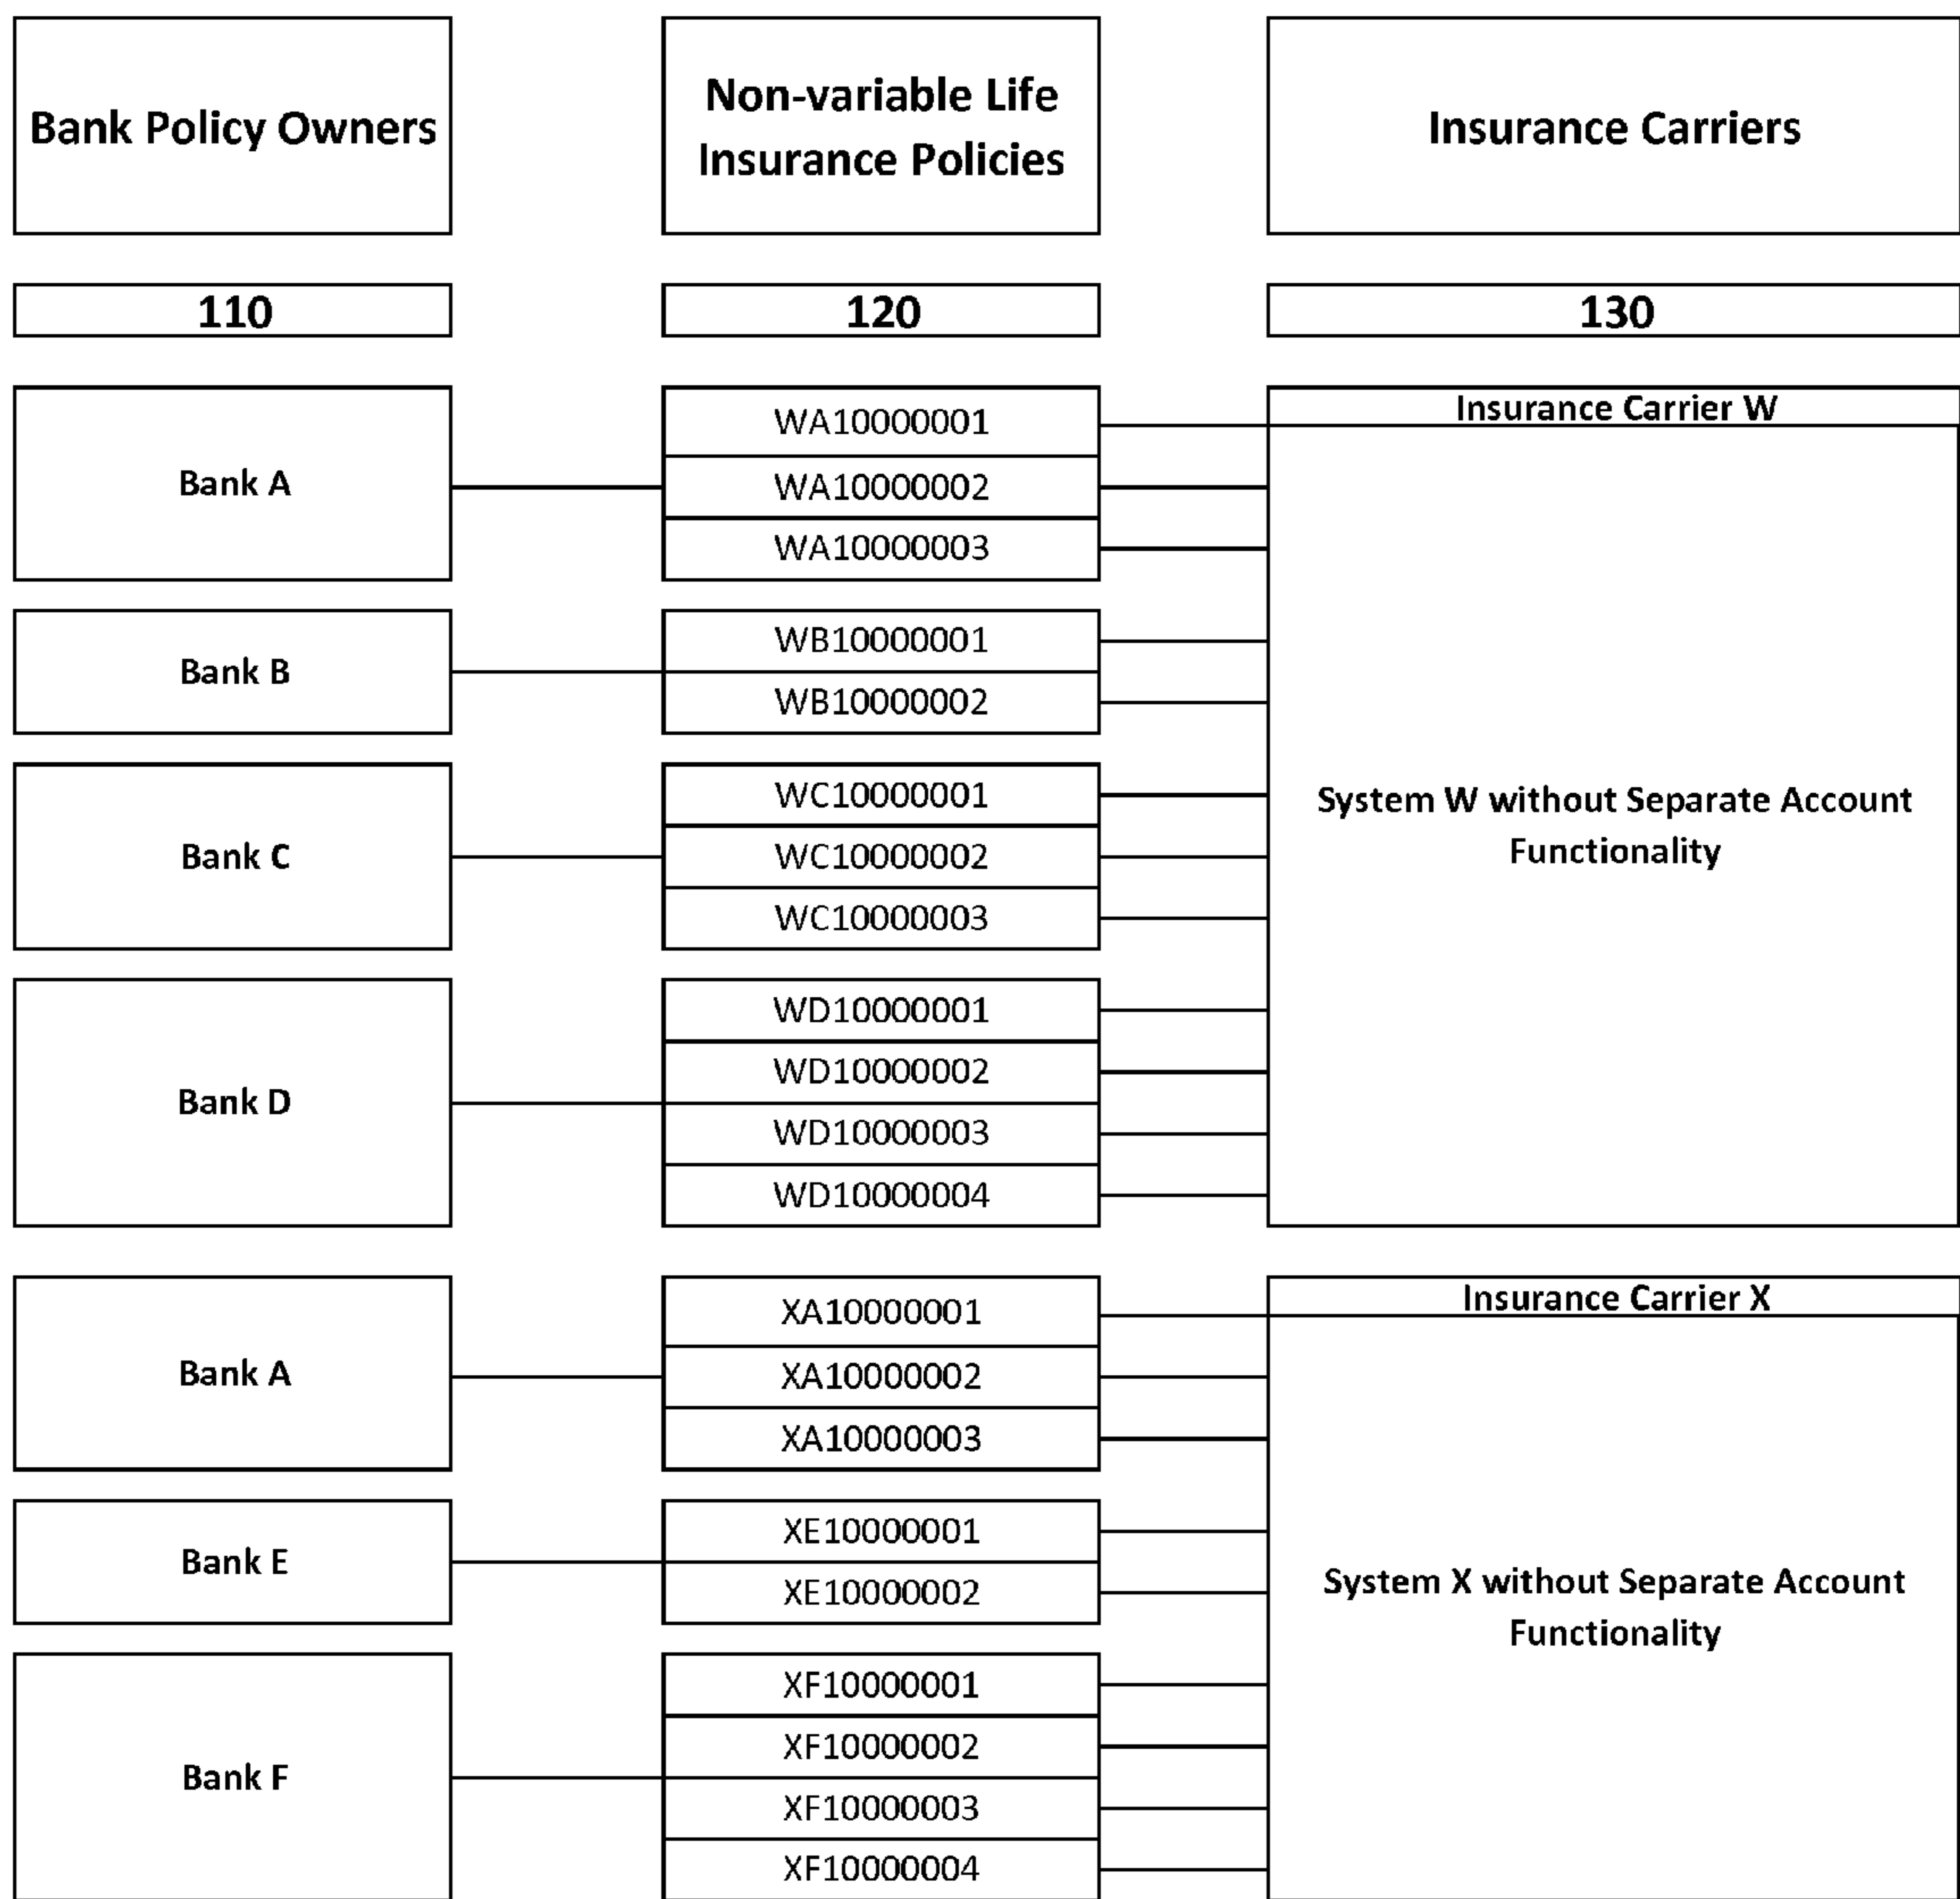 Bank Policy Owners
Non-variable Life
Insurance Policies
Insurance Carriers
110
120
130
Bank A
WA10000001
WA10000002
WA10000003
Bank B
WB10000001
WB10000002
Bank C
WC10000001
WC10000002
WC10000003
Bank D
WD10000001
WD10000002
WD10000003
WD10000004
Insurance Carrier W
System W without Separate Account
Functionality
Bank A
XA10000001
XA10000002
XA10000003
Bank E
XE10000001
XE10000002
Bank F
XF10000001
XF10000002
XF10000003
XF10000004
Insurance Carrier X
System X without Separate Account
Functionality